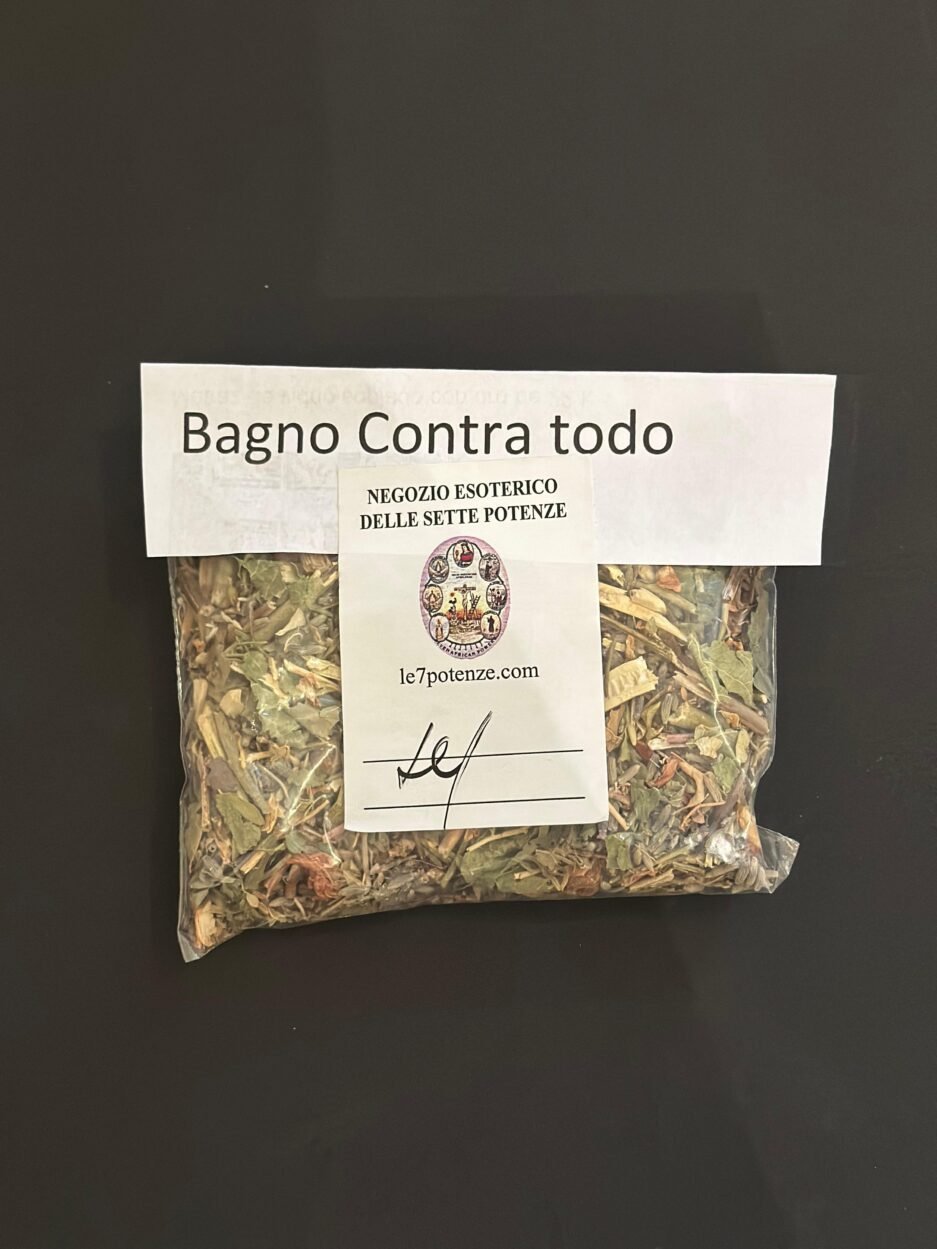 Bagno Contra todo
NEGOZIO ESOTERICO
DELLE SETTE POTENZE
le7potenze.com